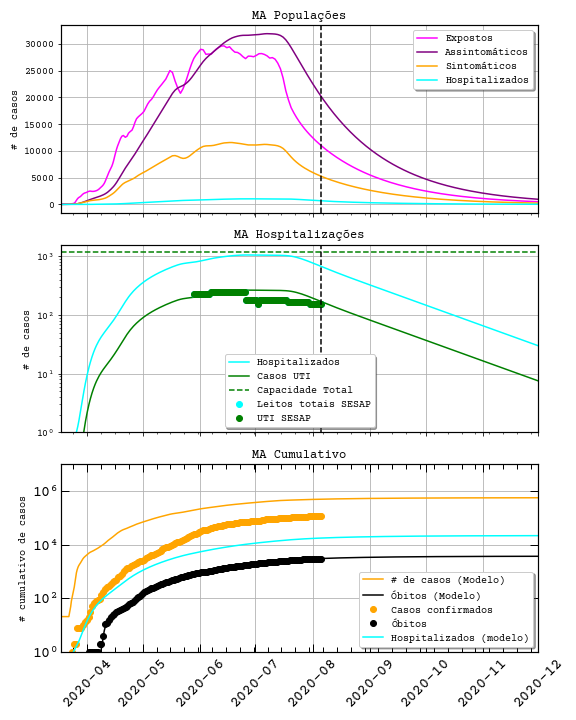 MA Populações
# de casos
30000
25000
20000
15000
10000
5000
0
Expostos
Assintomáticos
Sintomáticos
Hospitalizados
MA Hospitalizações
# de casos
10³
10²
10¹
10⁰
Hospitalizados
Casos UTI
Capacidade Total
Leitos totais SESAP
UTI SESAP
MA Cumulativo
# cumulativo de casos
10⁶
10⁴
10²
10⁰
# de casos (Modelo)
Óbitos (Modelo)
Casos confirmados
Óbitos
Hospitalizados (modelo)
2020-04
2020-05
2020-06
2020-07
2020-08
2020-09
2020-10
2020-11
2020-12